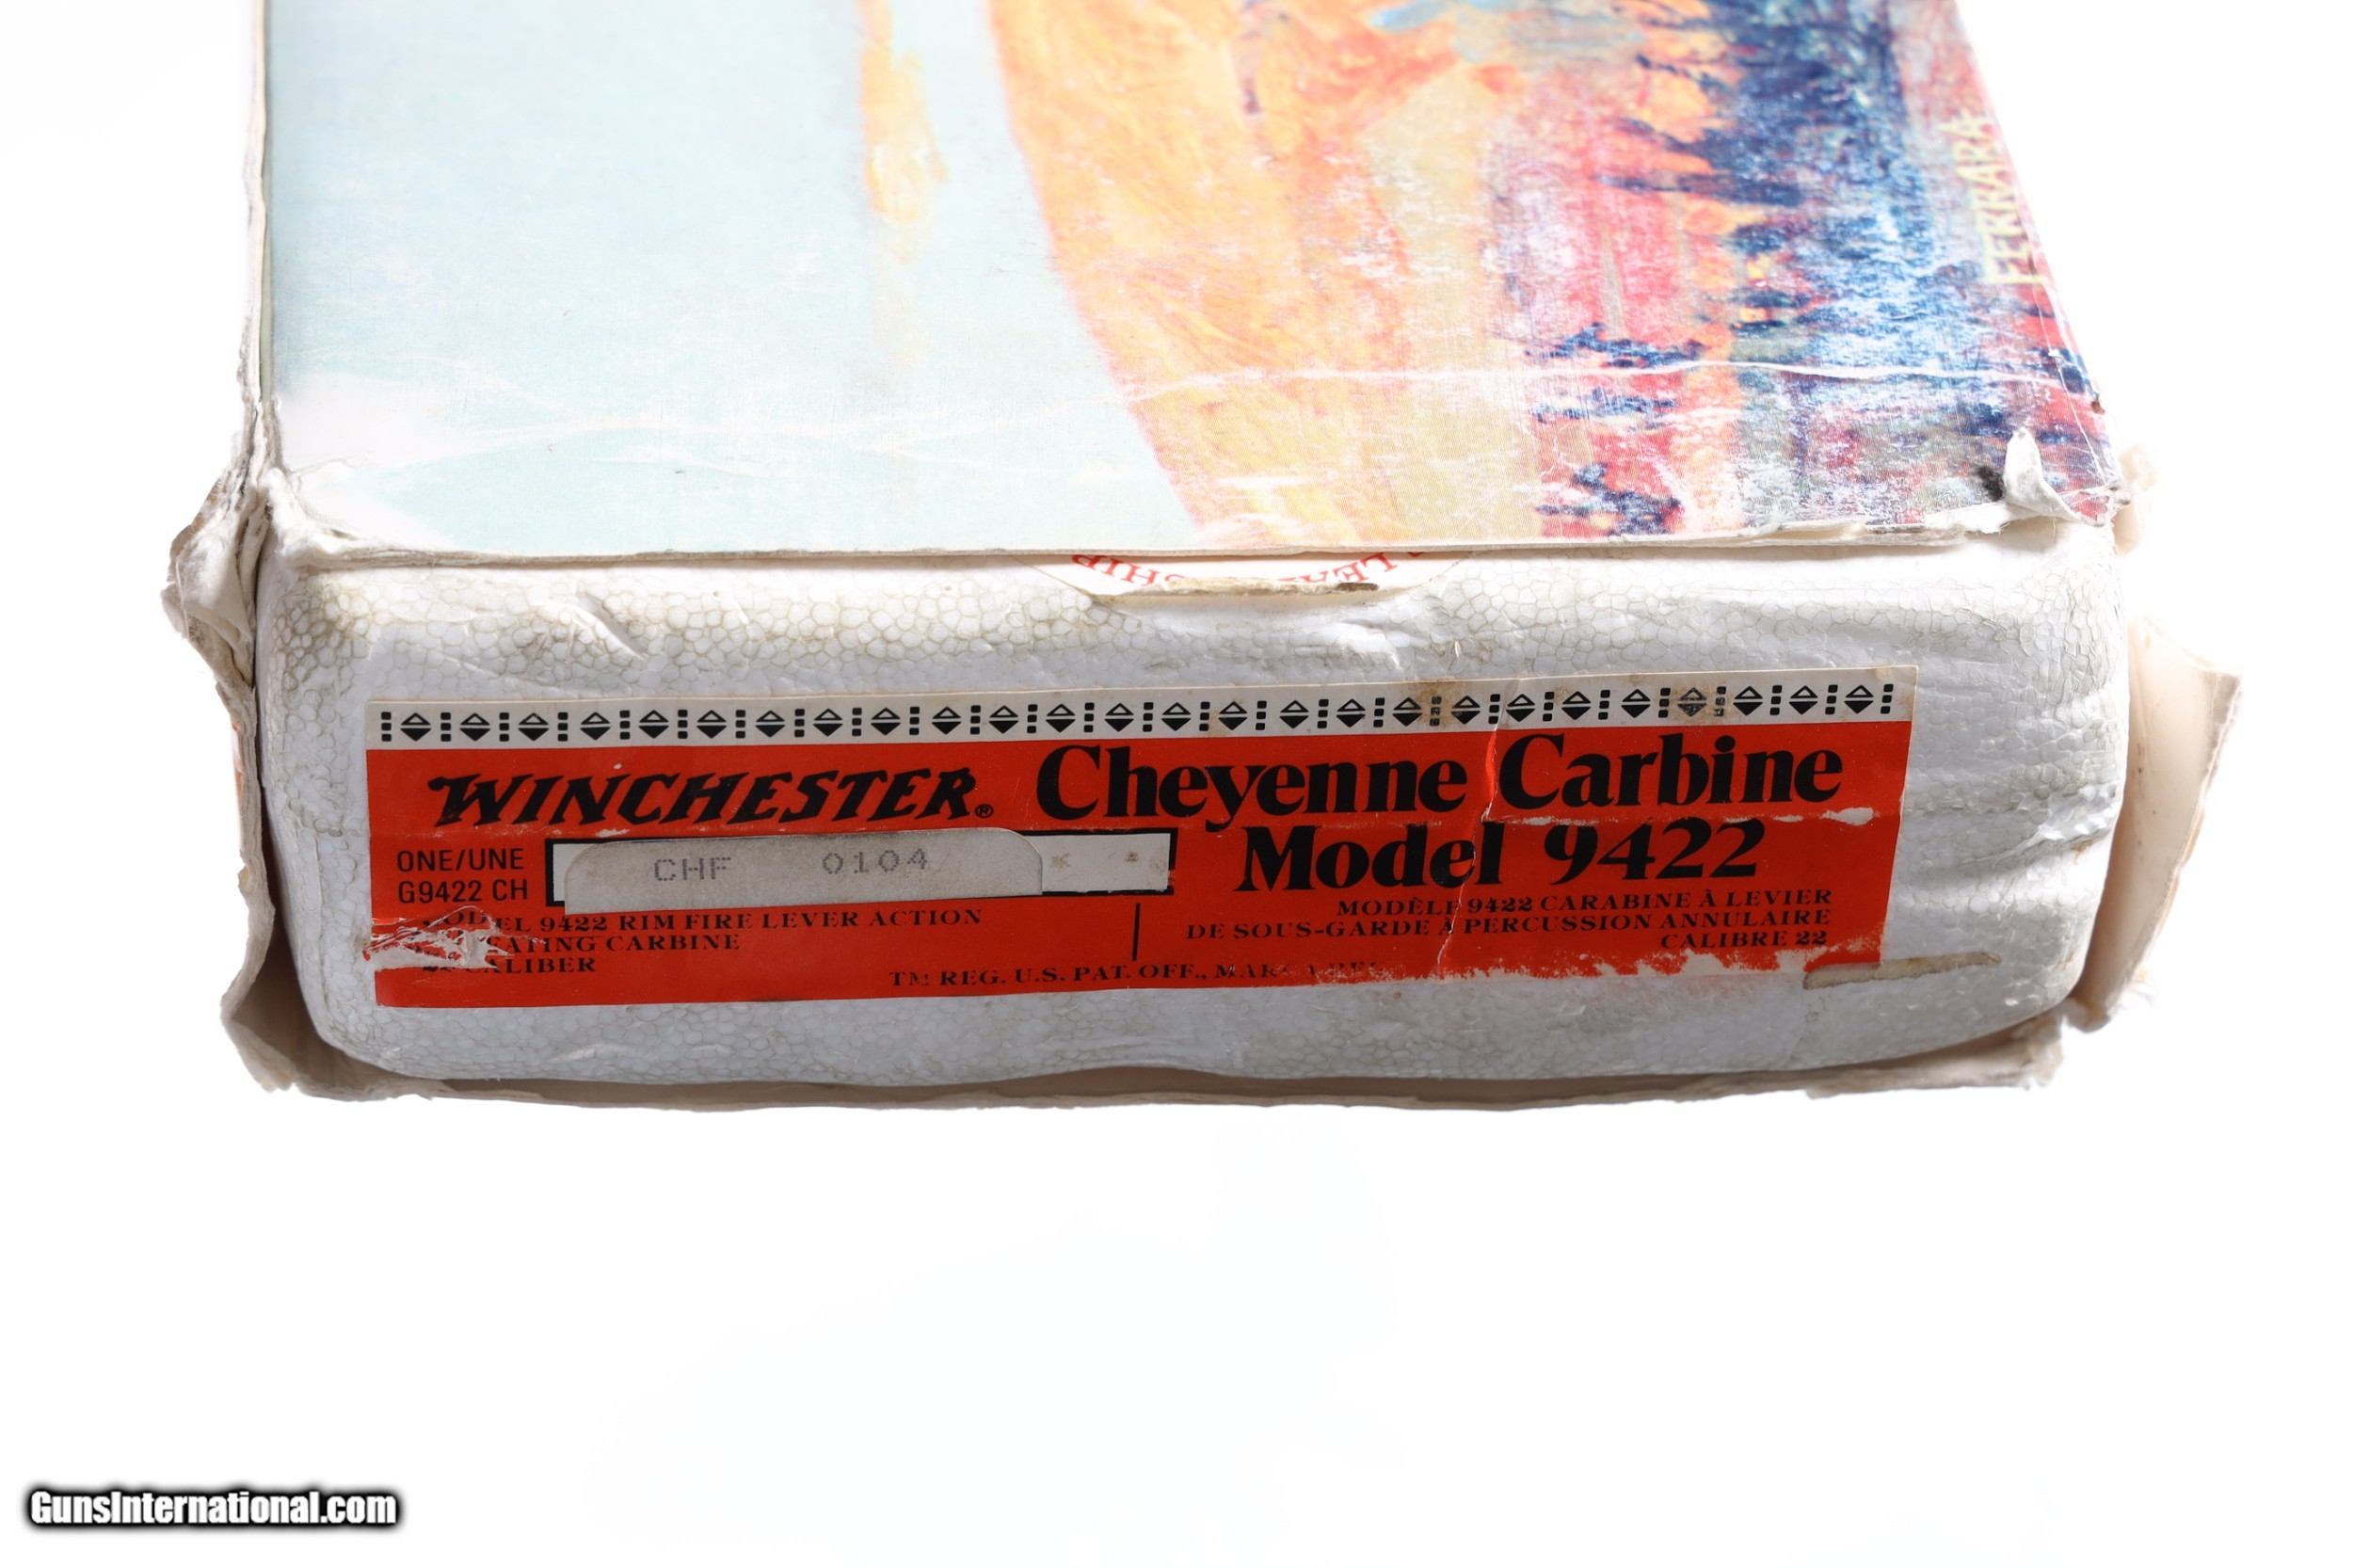 FERRARA
WINCHESTER® Cheyenne Carbine
Model 9422
ONE/UNE
G9422 CH
CHF 0104
9422 RIM FIRE LEVER ACTION
CARBINE
CALIBER
MODÈLE 9422 CARABINE À LEVIER
DE SOUS-GARDE À PERCUSSION ANNULAIRE
CALIBRE 22
TM REG. U.S. PAT. OFF.,
GunsInternational.com